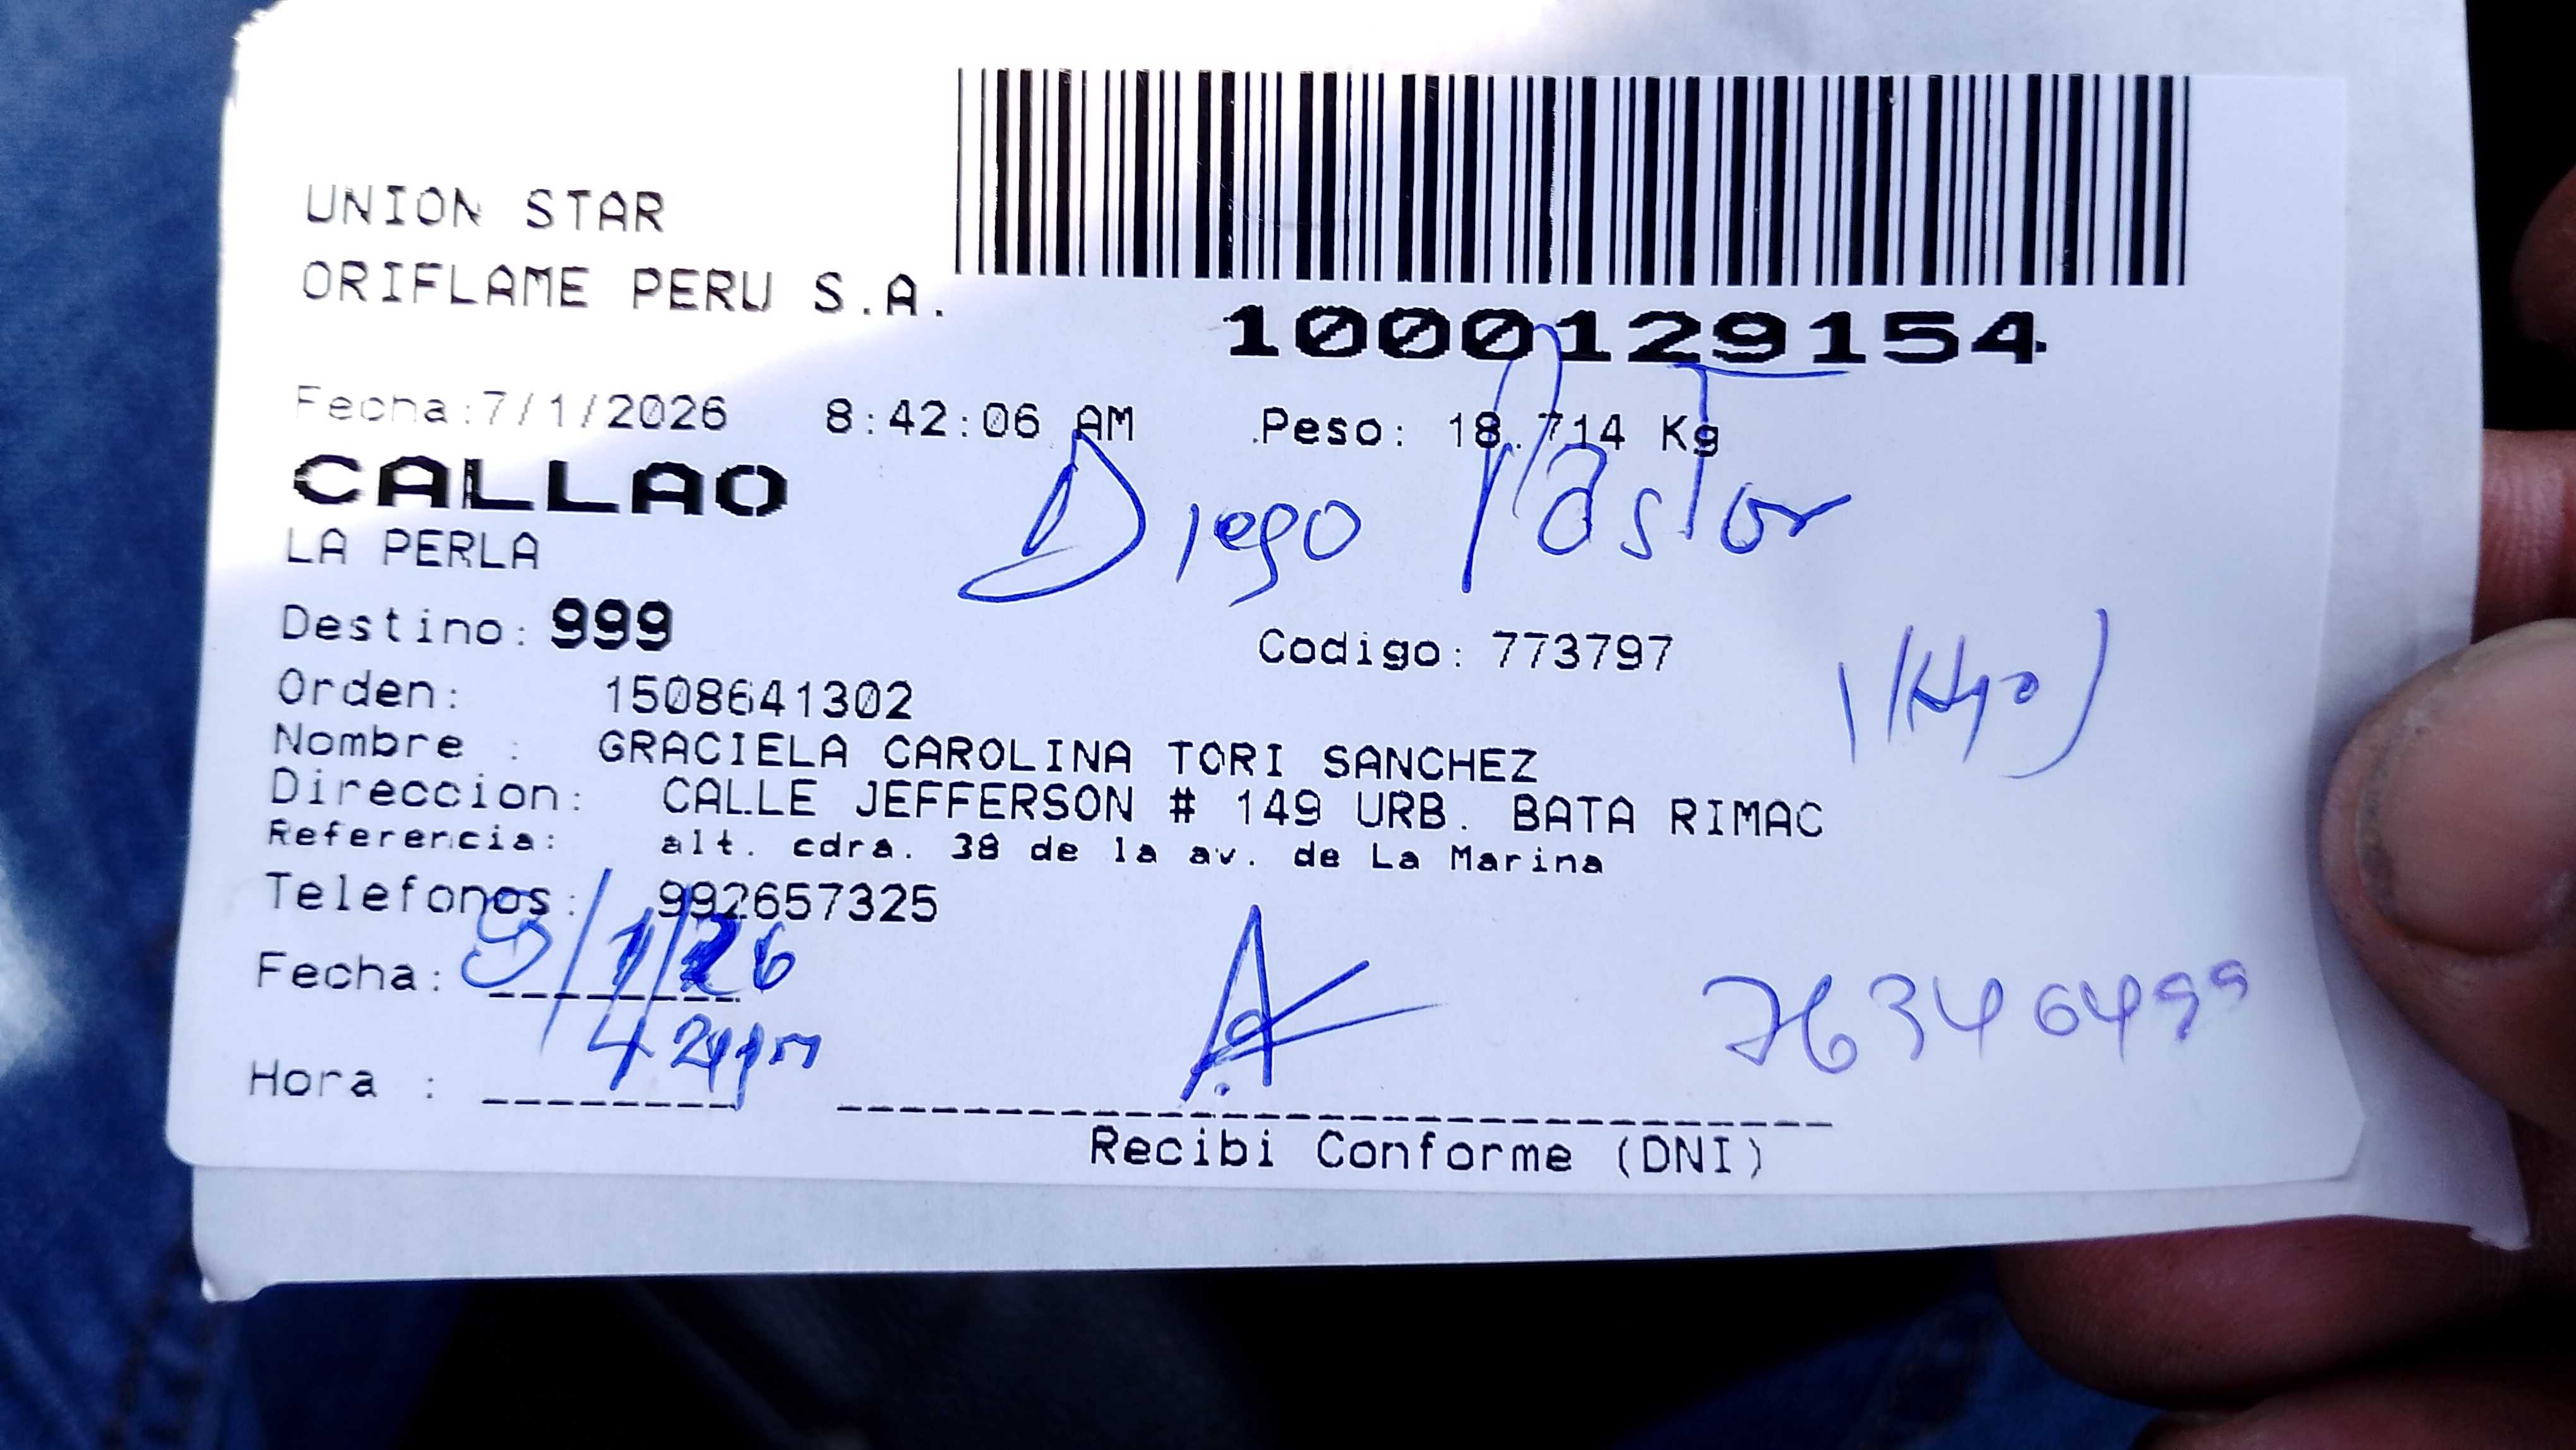 UNION STAR
ORIFLAME PERU S.A.
1000129154
Fecha:7/1/2026 8:42:06 AM Peso: 18.714 Kg
CALLAO
Diego Pastor
LA PERLA
Destino: 999
Codigo: 773797
(Hijo)
Orden: 1508641302
Nombre : GRACIELA CAROLINA TORI SANCHEZ
Direccion: CALLE JEFFERSON # 149 URB. BATA RIMAC
Referencia: alt. cdra. 38 de la av. de La Marina
Telefonos: 992657325
Fecha: 9/1/26
Hora :
76346499
Recibi Conforme (DNI)